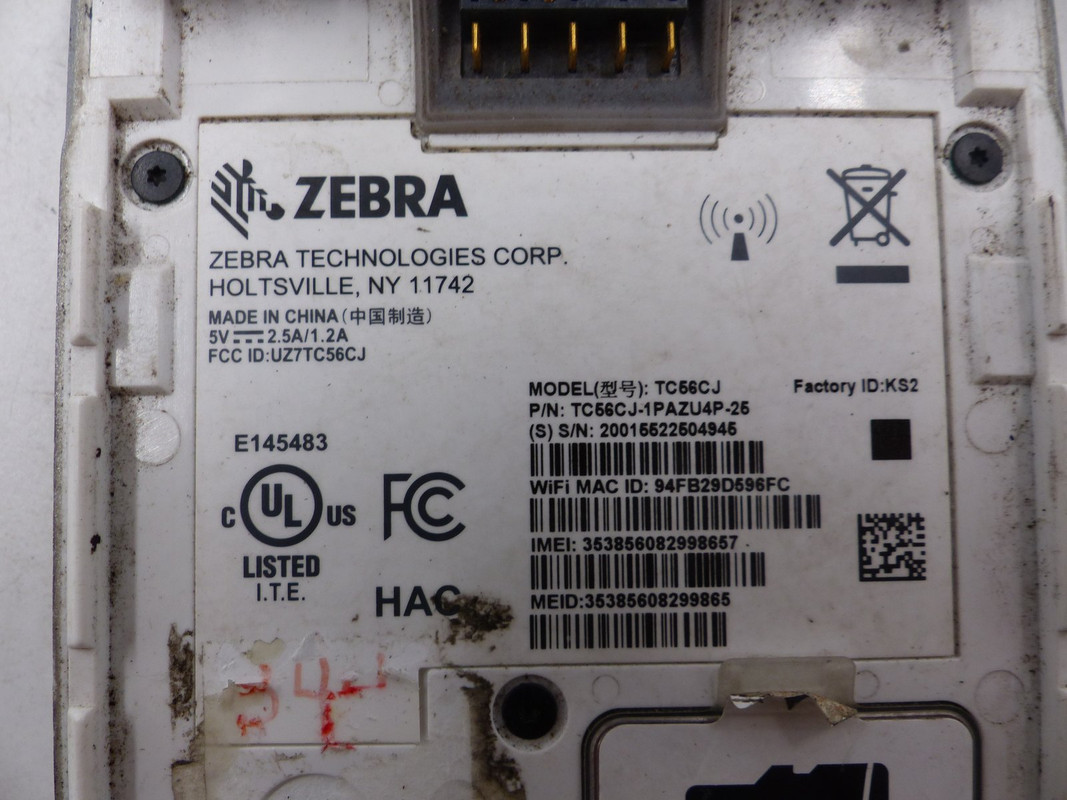 ZEBRA
ZEBRA TECHNOLOGIES CORP.
HOLTSVILLE, NY 11742
MADE IN CHINA (中国制造)
5V ⎓ 2.5A/1.2A
FCC ID:UZ7TC56CJ
MODEL(型号): TC56CJ
Factory ID:KS2
P/N: TC56CJ-1PAZU4P-25
(S) S/N: 20015522504945
WiFi MAC ID: 94FB29D596FC
IMEI: 353856082998657
MEID:35385608299865
E145483
C UL US
LISTED
I.T.E.
FC
HAC